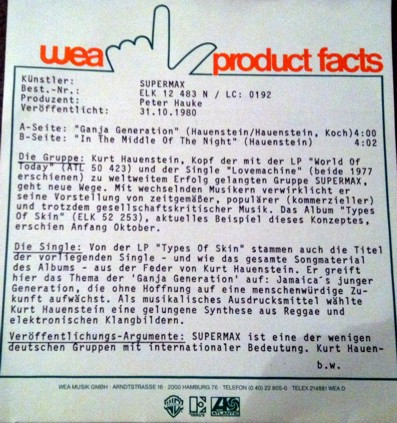 wea product facts
Künstler: SUPERMAX
Best.-Nr.: ELK 12 483 N / LC: 0192
Produzent: Peter Hauke
Veröffentlicht: 31.10.1980
A-Seite: "Ganja Generation" (Hauenstein/Hauenstein, Koch)4:00
B-Seite: "In The Middle Of The Night" (Hauenstein) 4:02
Die Gruppe: Kurt Hauenstein, Kopf der mit der LP "World Of
Today" (ATL 50 423) und der Single "Lovemachine" (beide 1977
erschienen) zu weltweitem Erfolg gelangten Gruppe SUPERMAX,
geht neue Wege. Mit wechselnden Musikern verwirklicht er
seine Vorstellung von zeitgemäßer, populärer (kommerzieller)
und trotzdem gesellschaftskritischer Musik. Das Album "Types
Of Skin" (ELK 52 253), aktuelles Beispiel dieses Konzeptes,
erschien Anfang Oktober.
Die Single: Von der LP "Types Of Skin" stammen auch die Titel
der vorliegenden Single - und wie das gesamte Songmaterial
des Albums - aus der Feder von Kurt Hauenstein. Er greift
hier das Thema der 'Ganja Generation' auf: Jamaica's junger
Generation, die ohne Hoffnung auf eine menschenwürdige Zu-
kunft aufwächst. Als musikalisches Ausdrucksmittel wählte
Kurt Hauenstein eine gelungene Synthese aus Reggae und
elektronischen Klangbildern.
Veröffentlichungs-Argumente: SUPERMAX ist eine der wenigen
deutschen Gruppen mit internationaler Bedeutung. Kurt Hauen-
b.w.
WEA MUSIK GMBH · ARNDTSTRASSE 16 · 2000 HAMBURG 76 · TELEFON (0 40) 22 805-0 · TELEX 214881 WEA D
ATLANTIC